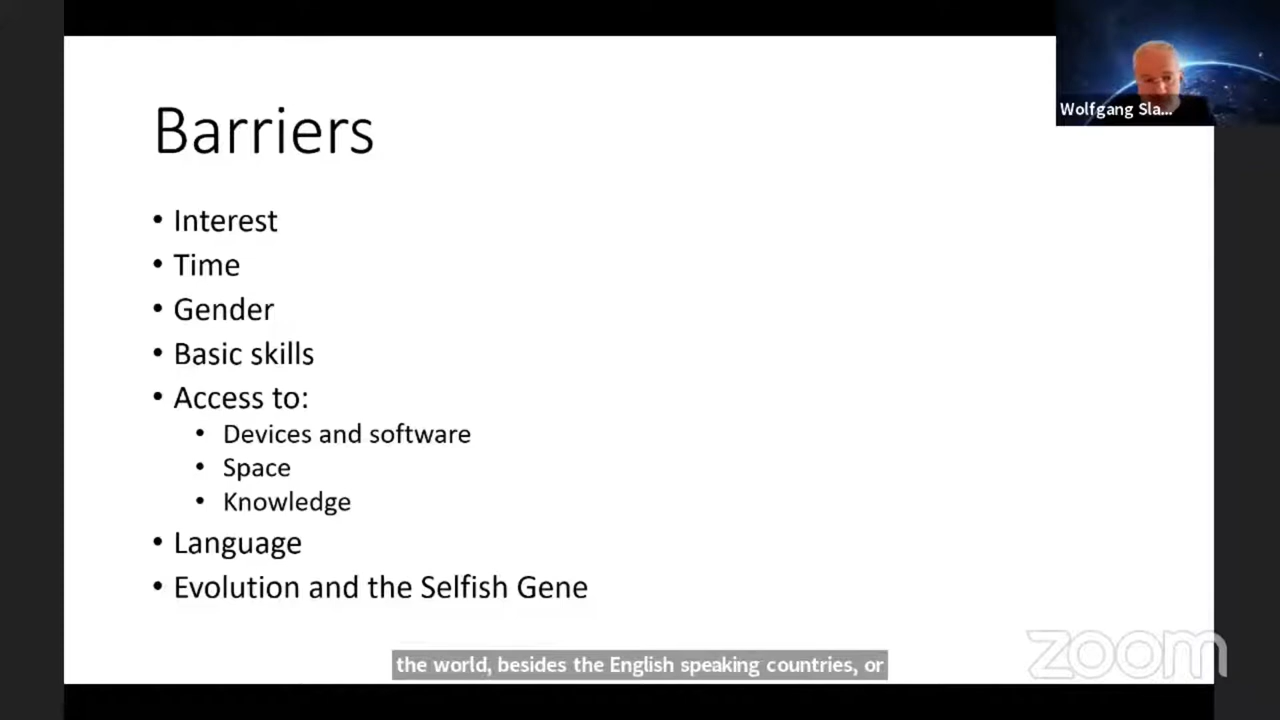 Barriers
Wolfgang Sla...
• Interest
• Time
• Gender
• Basic skills
• Access to:
• Devices and software
• Space
• Knowledge
• Language
• Evolution and the Selfish Gene
the world, besides the English speaking countries, or
zoom